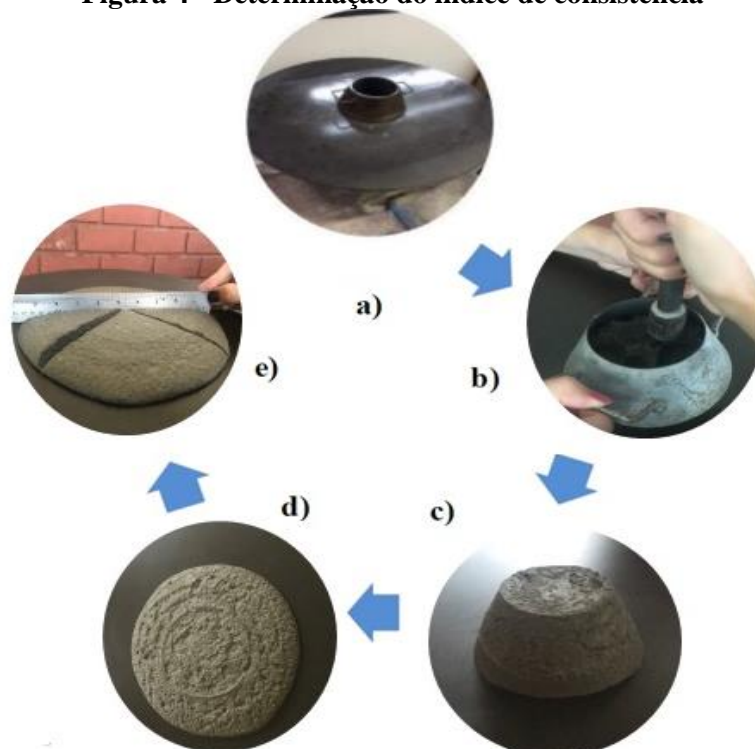 Figura 4 - Determinação do índice de consistência
a)
b)
c)
d)
e)